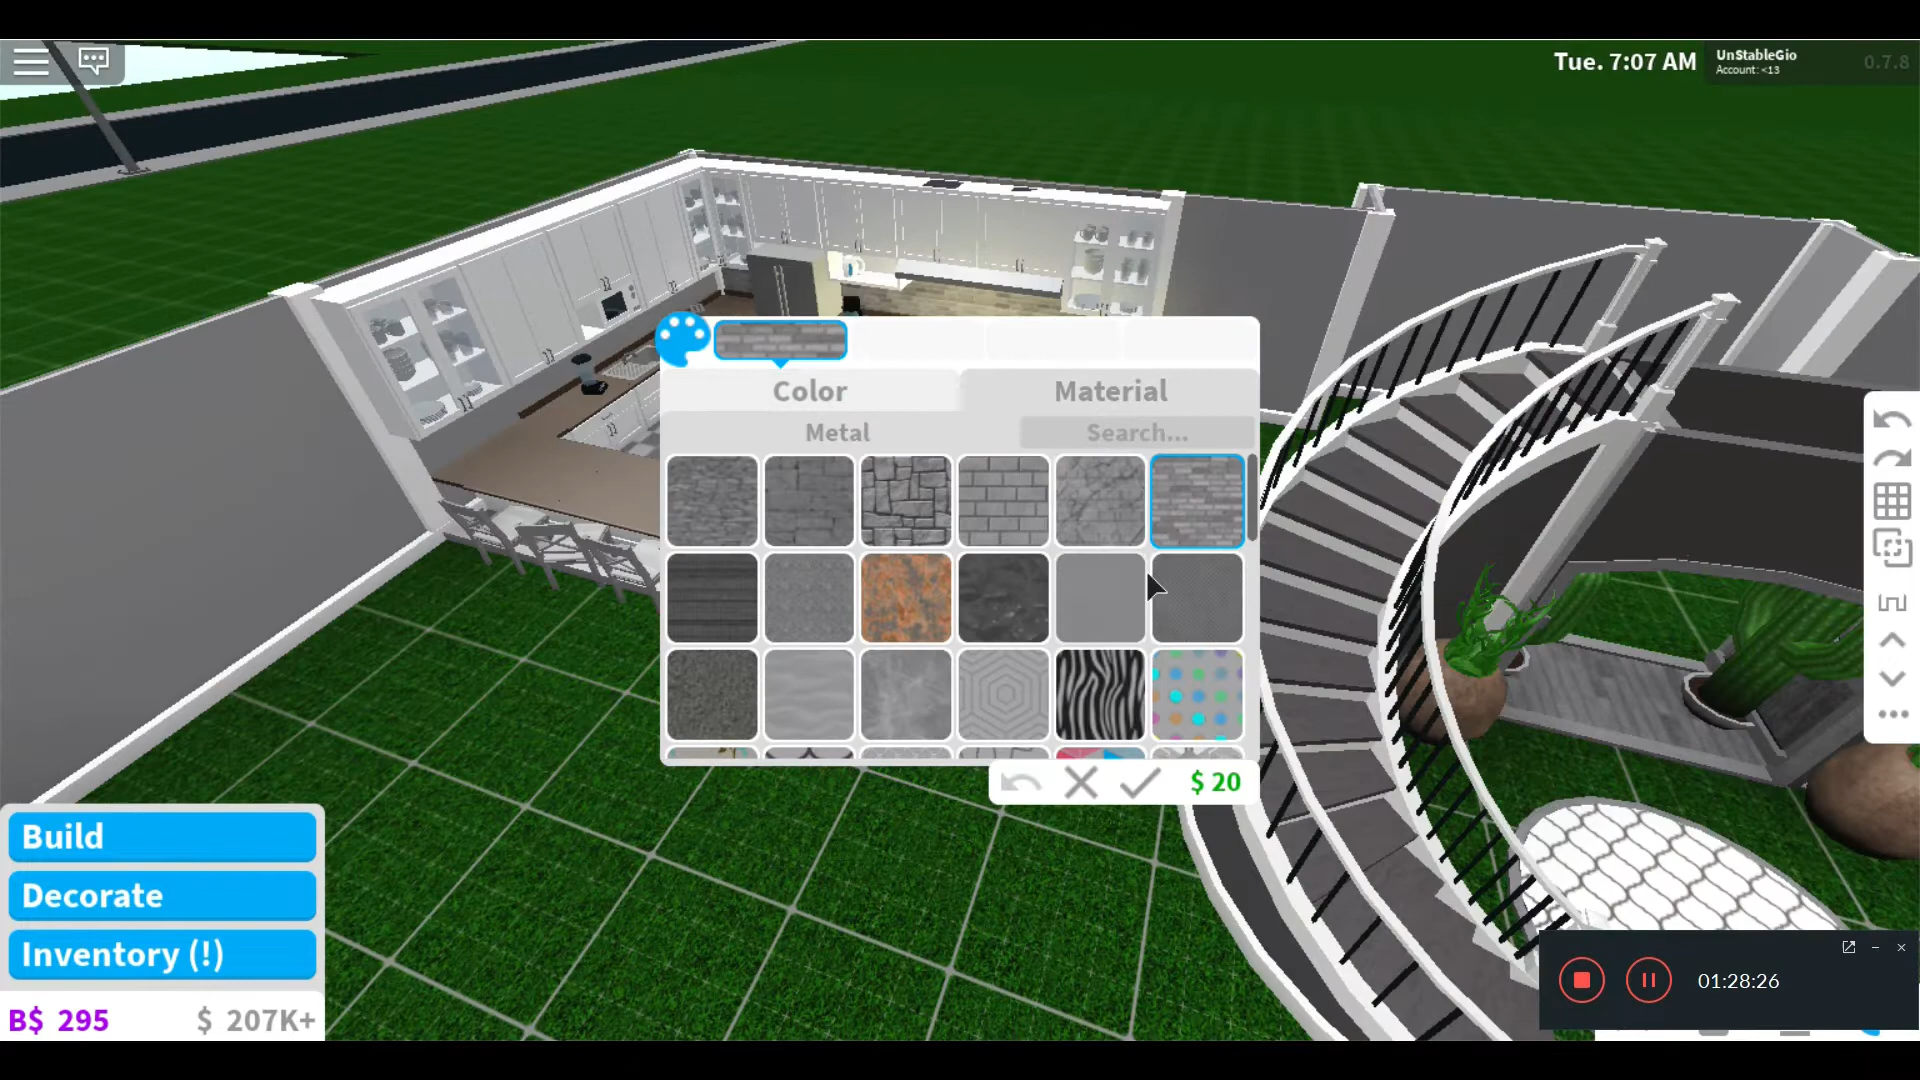 Tue. 7:07 AM
UnStableGio
Account: <13
0.7.8
Color
Material
Metal
Search...
$ 20
Build
Decorate
Inventory (!)
B$ 295
$ 207K+
01:28:26